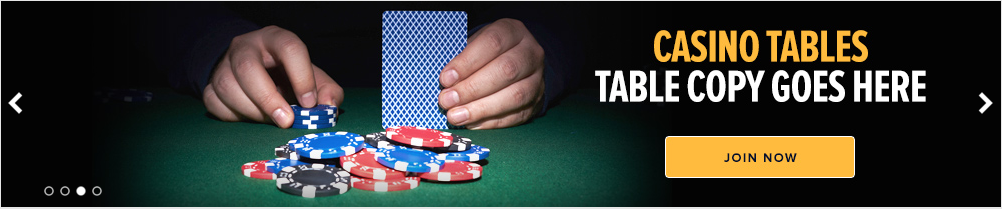 CASINO TABLES
TABLE COPY GOES HERE
JOIN NOW